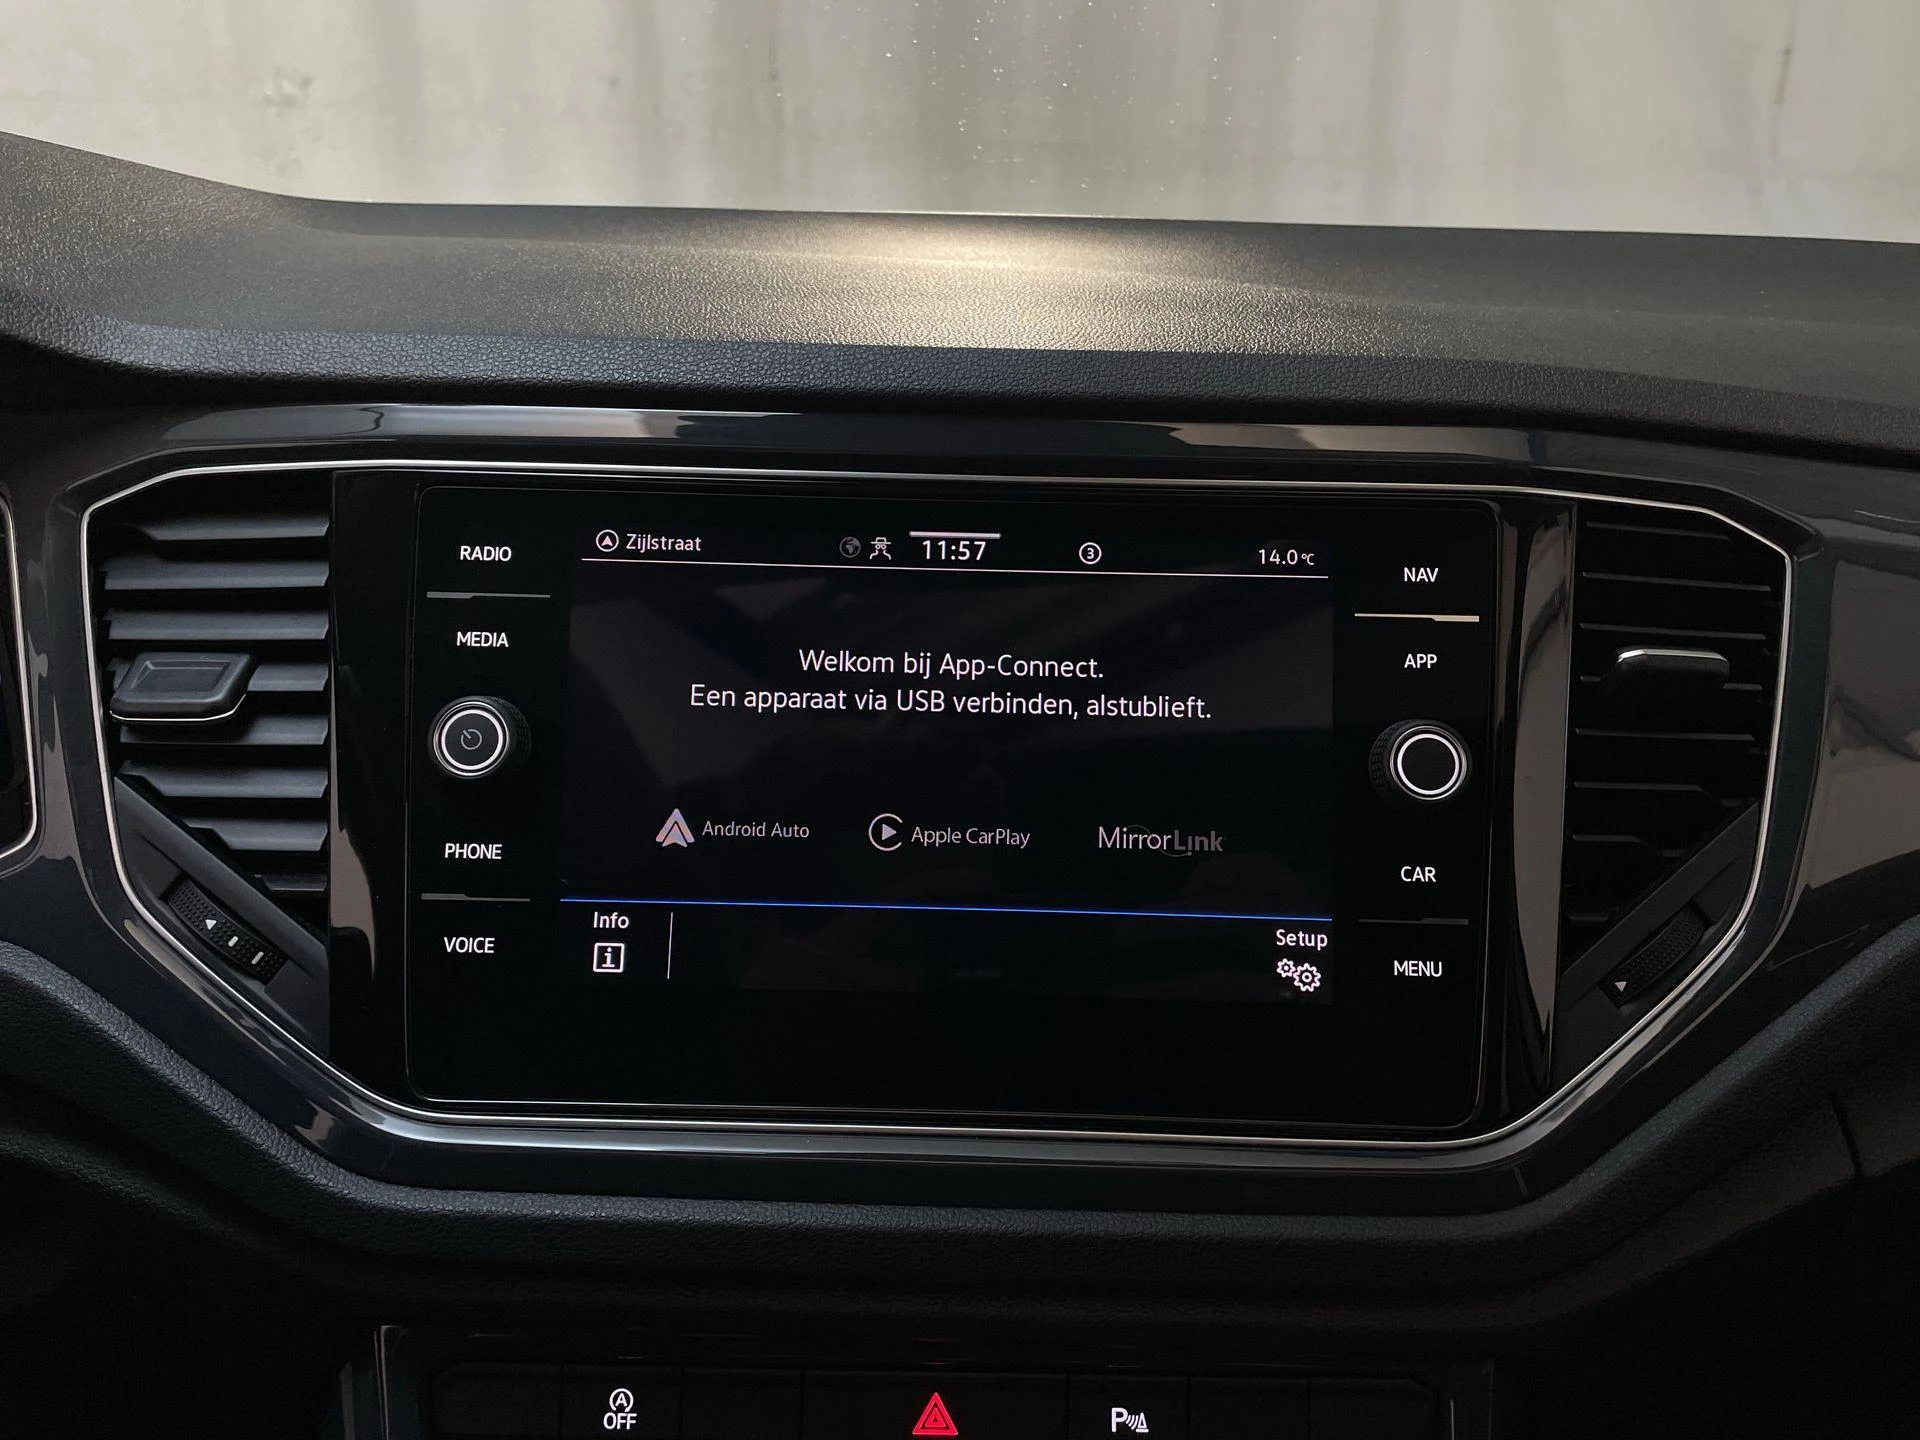 RADIO
MEDIA
PHONE
VOICE
Zijlstraat
11:57
3
14.0°C
Welkom bij App-Connect.
Een apparaat via USB verbinden, alstublieft.
Android Auto
Apple CarPlay
MirrorLink
Info
i
Setup
NAV
APP
CAR
MENU
A
OFF
P